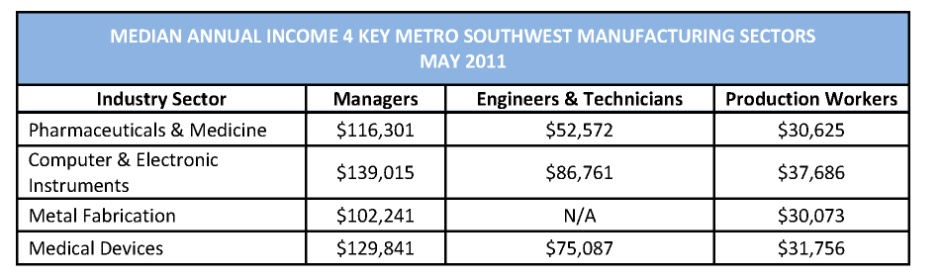 MEDIAN ANNUAL INCOME 4 KEY METRO SOUTHWEST MANUFACTURING SECTORS
MAY 2011
Industry Sector Managers Engineers & Technicians Production Workers
Pharmaceuticals & Medicine $116,301 $52,572 $30,625
Computer & Electronic
Instruments $139,015 $86,761 $37,686
Metal Fabrication $102,241 N/A $30,073
Medical Devices $129,841 $75,087 $31,756